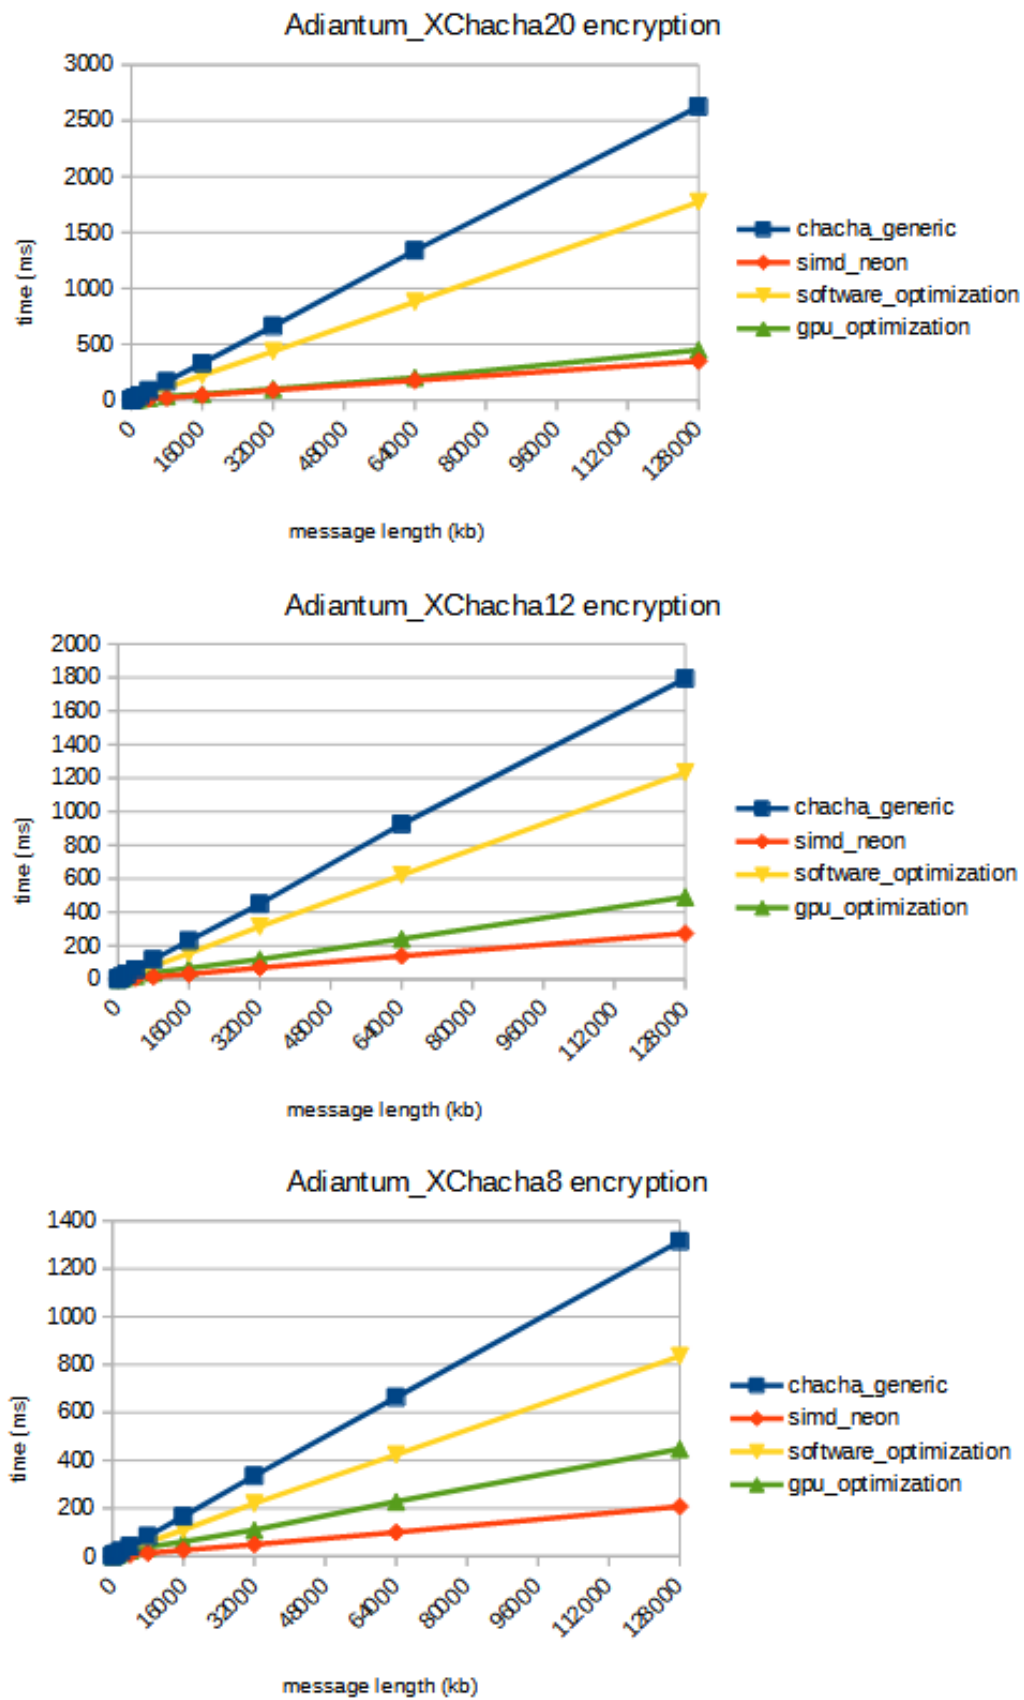 Adiantum_XChacha20 encryption
3000
2500
2000
1500
1000
500
0
time (ms)
0 16000 32000 48000 64000 80000 96000 112000 128000
message length (kb)
chacha_generic
simd_neon
software_optimization
gpu_optimization
Adiantum_XChacha12 encryption
2000
1800
1600
1400
1200
1000
800
600
400
200
0
time (ms)
0 16000 32000 48000 64000 80000 96000 112000 128000
message length (kb)
chacha_generic
simd_neon
software_optimization
gpu_optimization
Adiantum_XChacha8 encryption
1400
1200
1000
800
600
400
200
0
time (ms)
0 16000 32000 48000 64000 80000 96000 112000 128000
message length (kb)
chacha_generic
simd_neon
software_optimization
gpu_optimization